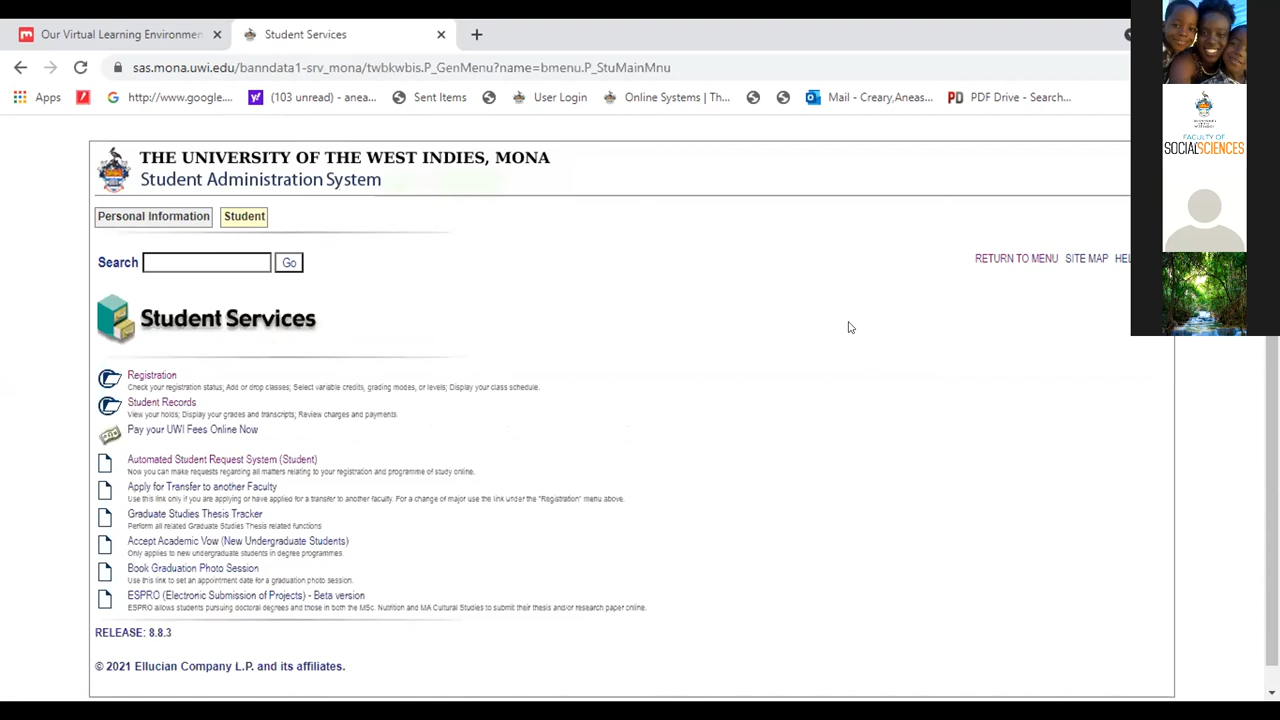 Our Virtual Learning Environmen
Student Services
sas.mona.uwi.edu/banndata1-srv_mona/twbkwbis.P_GenMenu?name=bmenu.P_StuMainMnu
Apps
http://www.google....
(103 unread) - anea...
Sent Items
User Login
Online Systems | Th...
Mail - Creary,Aneas...
PDF Drive - Search...
THE UNIVERSITY OF THE WEST INDIES, MONA
Student Administration System
Personal Information
Student
Search
Go
RETURN TO MENU
SITE MAP
HEL
Student Services
Registration
Check your registration status; Add or drop classes; Select variable credits, grading modes, or levels; Display your class schedule.
Student Records
View your holds; Display your grades and transcripts; Review charges and payments.
Pay your UWI Fees Online Now
Automated Student Request System (Student)
Now you can make requests regarding all matters relating to your registration and programme of study online.
Apply for Transfer to another Faculty
Use this link only if you are applying or have applied for a transfer to another faculty. For a change of major use the link under the "Registration" menu above.
Graduate Studies Thesis Tracker
Perform all related Graduate Studies Thesis related functions
Accept Academic Vow (New Undergraduate Students)
Only applies to new undergraduate students in degree programmes.
Book Graduation Photo Session
Use this link to set an appointment date for a graduation photo session.
ESPRO (Electronic Submission of Projects) - Beta version
ESPRO allows students pursuing doctoral degrees and those in both the MSc. Nutrition and MA Cultural Studies to submit their thesis and/or research paper online.
RELEASE: 8.8.3
© 2021 Ellucian Company L.P. and its affiliates.
FACULTY OF
SOCIALSCIENCES